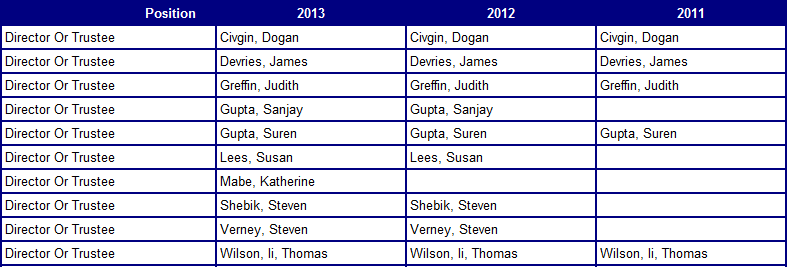 Position 2013 2012 2011
Director Or Trustee Civgin, Dogan Civgin, Dogan Civgin, Dogan
Director Or Trustee Devries, James Devries, James Devries, James
Director Or Trustee Greffin, Judith Greffin, Judith Greffin, Judith
Director Or Trustee Gupta, Sanjay Gupta, Sanjay
Director Or Trustee Gupta, Suren Gupta, Suren Gupta, Suren
Director Or Trustee Lees, Susan Lees, Susan
Director Or Trustee Mabe, Katherine
Director Or Trustee Shebik, Steven Shebik, Steven
Director Or Trustee Verney, Steven Verney, Steven
Director Or Trustee Wilson, Ii, Thomas Wilson, Ii, Thomas Wilson, Ii, Thomas